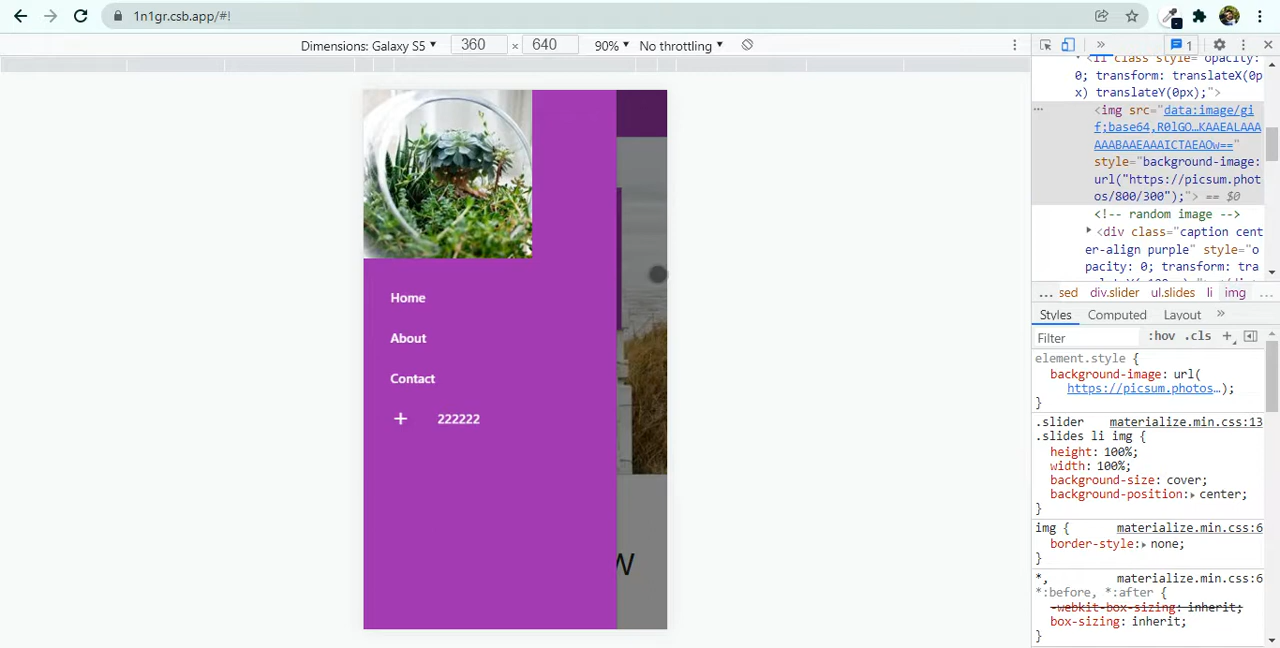 1n1gr.csb.app/#!
Dimensions: Galaxy S5 ▾ 360 × 640 90% ▾ No throttling ▾
» 1
<li class style="opacity:
0; transform: translateX(0p
x) translateY(0px);">
<img src="data:image/gi
f;base64,R0lGO…KAAEALAAA
AAABAAEAAAICTAEAOw=="
style="background-image:
url("https://picsum.phot
os/800/300");"> == $0
<!-- random image -->
<div class="caption cent
er-align purple" style="o
pacity: 0; transform: tra
... sed div.slider ul.slides li img ...
Styles Computed Layout »
Filter :hov .cls +
element.style {
background-image: url(
https://picsum.photos…);
}
.slider materialize.min.css:13
.slides li img {
height: 100%;
width: 100%;
background-size: cover;
background-position: center;
}
img { materialize.min.css:6
border-style: none;
}
*, materialize.min.css:6
*:before, *:after {
-webkit-box-sizing: inherit;
box-sizing: inherit;
}
Home
About
Contact
+ 222222
W